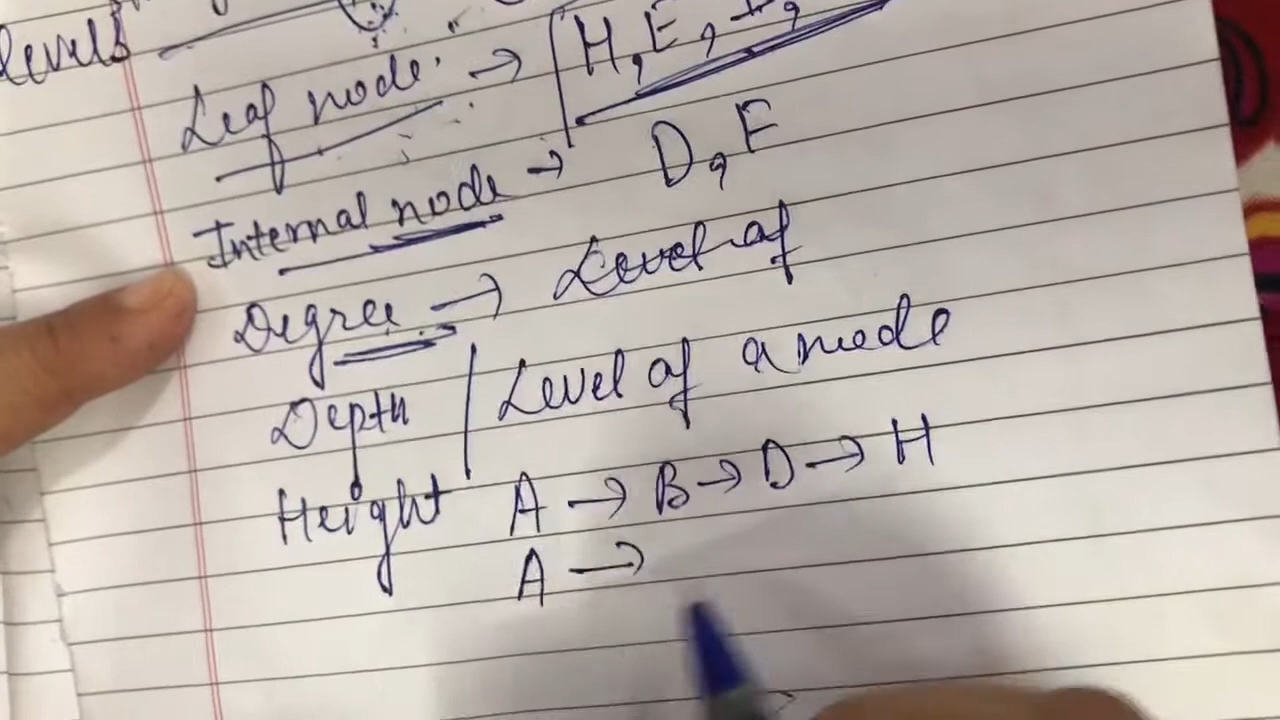 levels
Leaf node. → H, E, I,
Internal node → D, F
Degree → Level of
Depth | Level of a node
Height A → B → D → H
A →